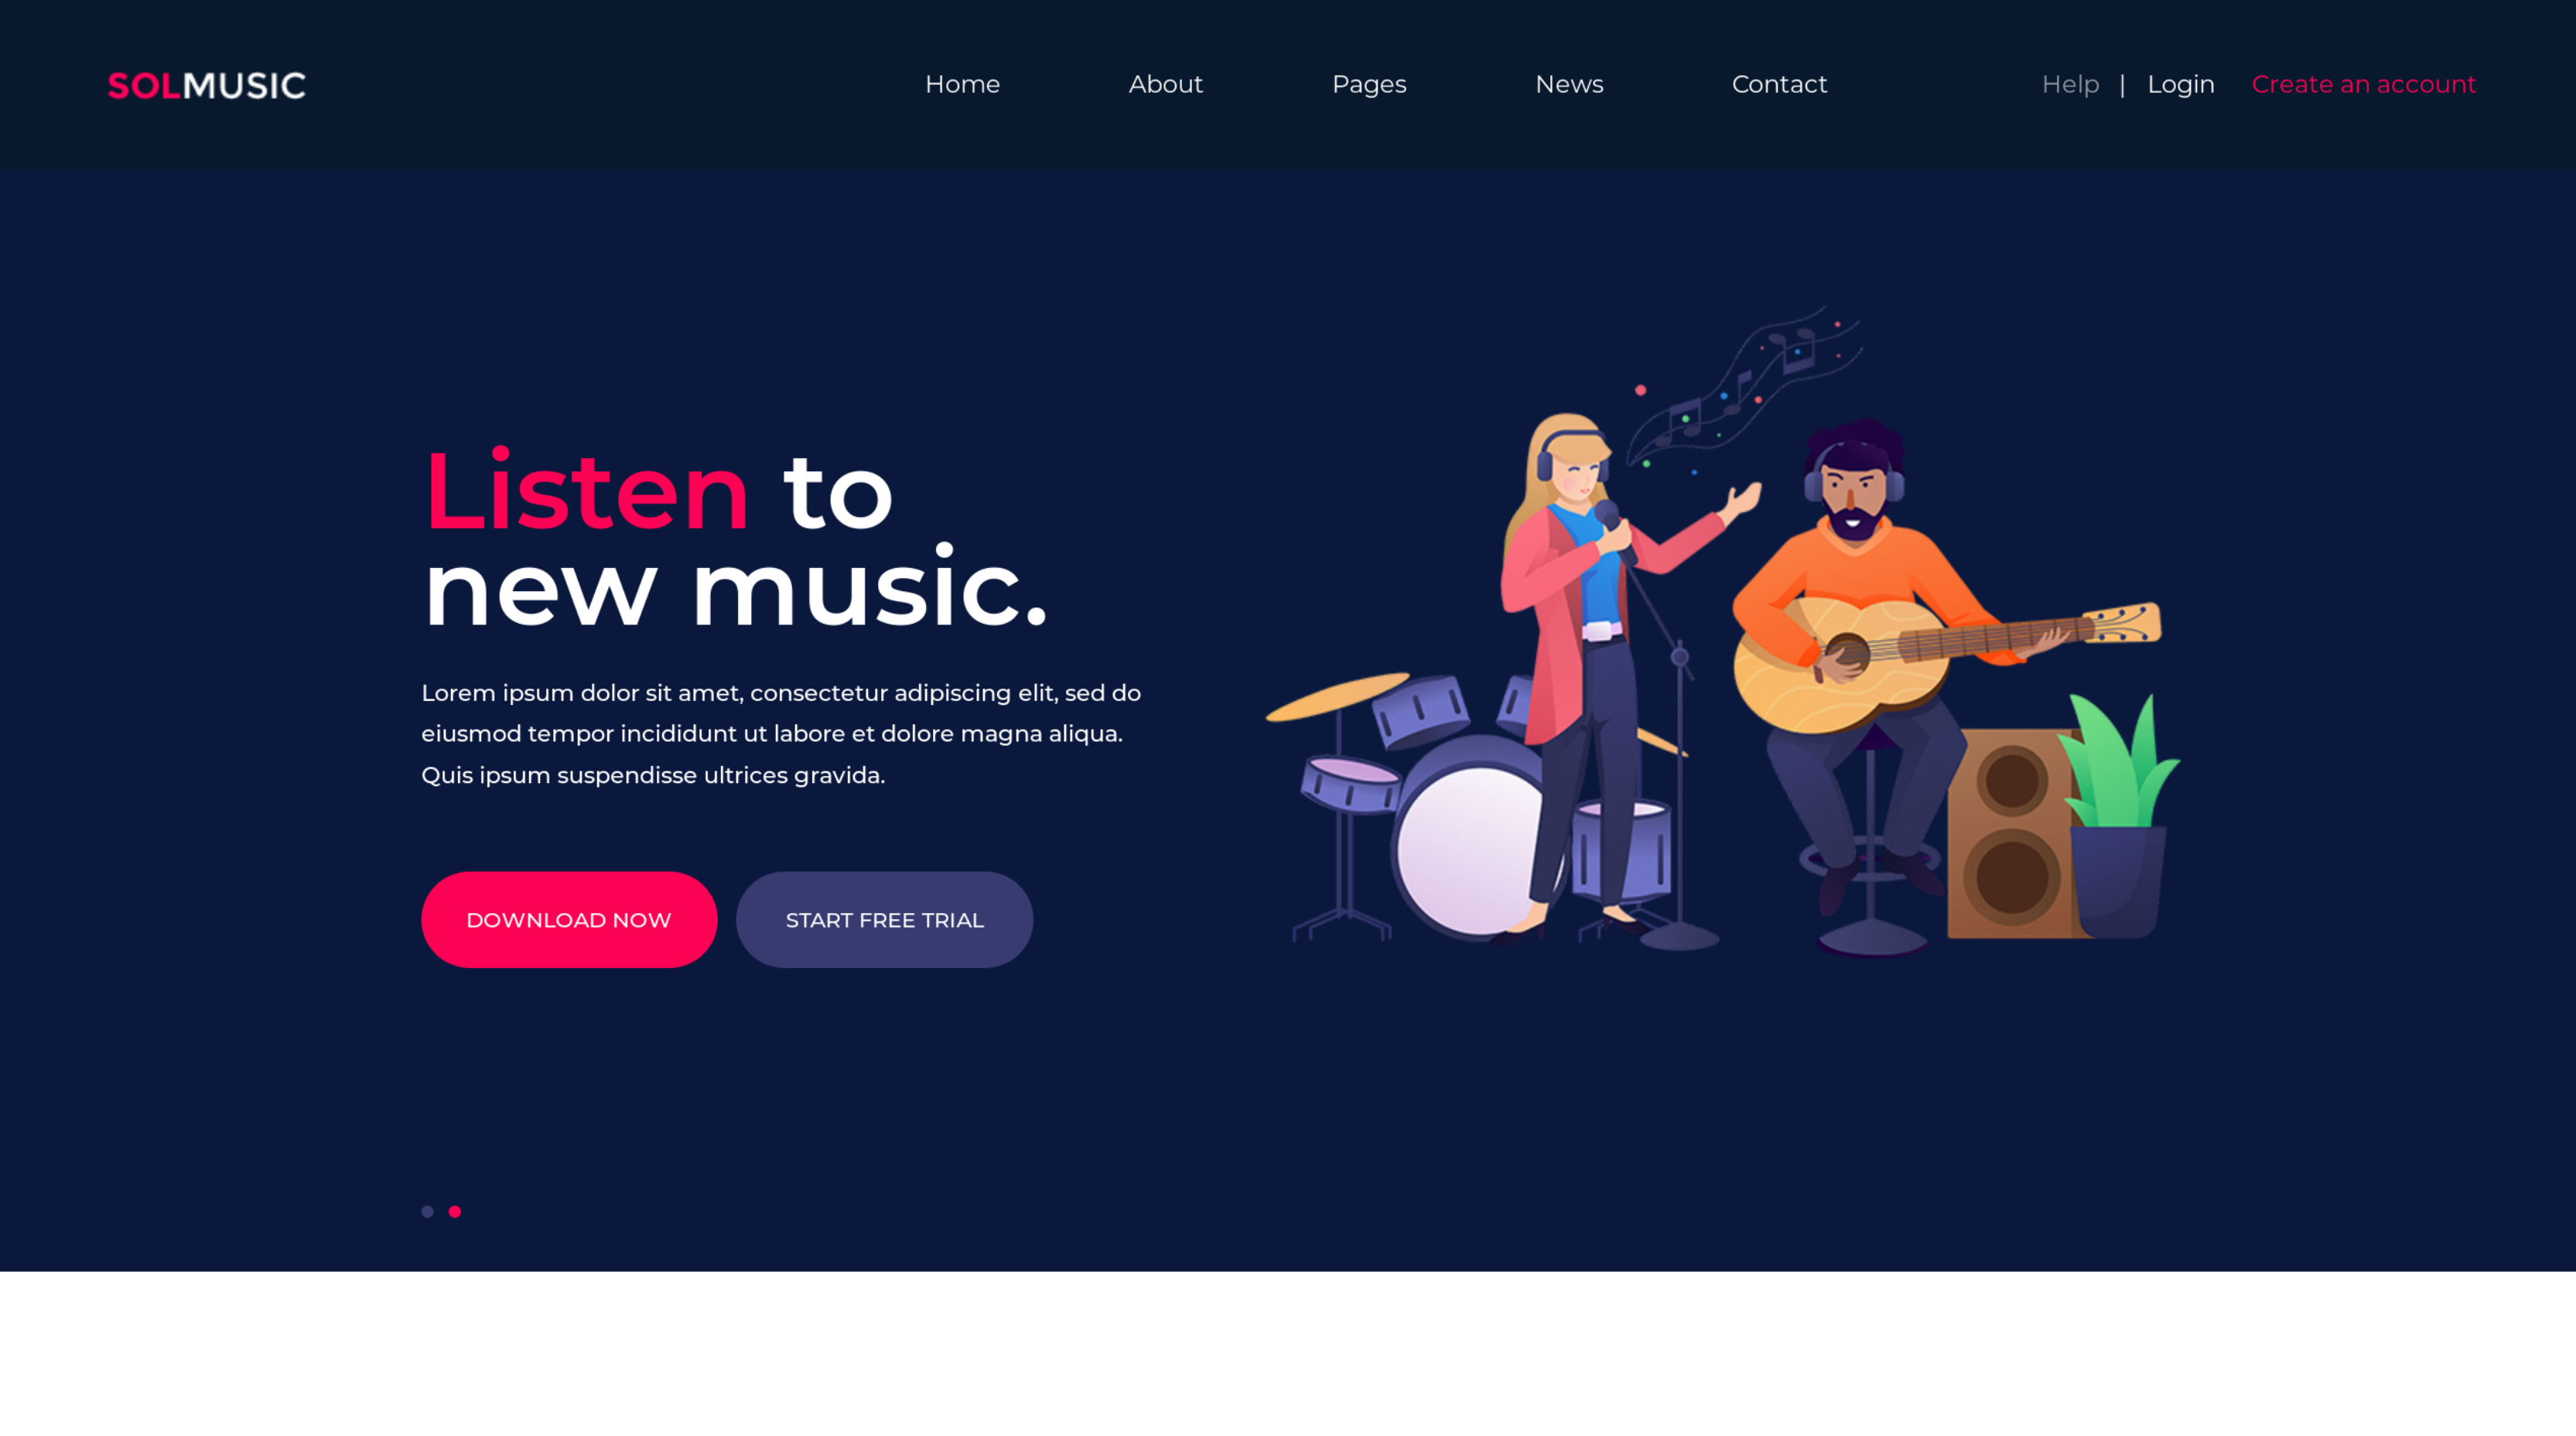 SOLMUSIC
Home About Pages News Contact Help | Login Create an account
Listen to
new music.
Lorem ipsum dolor sit amet, consectetur adipiscing elit, sed do
eiusmod tempor incididunt ut labore et dolore magna aliqua.
Quis ipsum suspendisse ultrices gravida.
DOWNLOAD NOW START FREE TRIAL